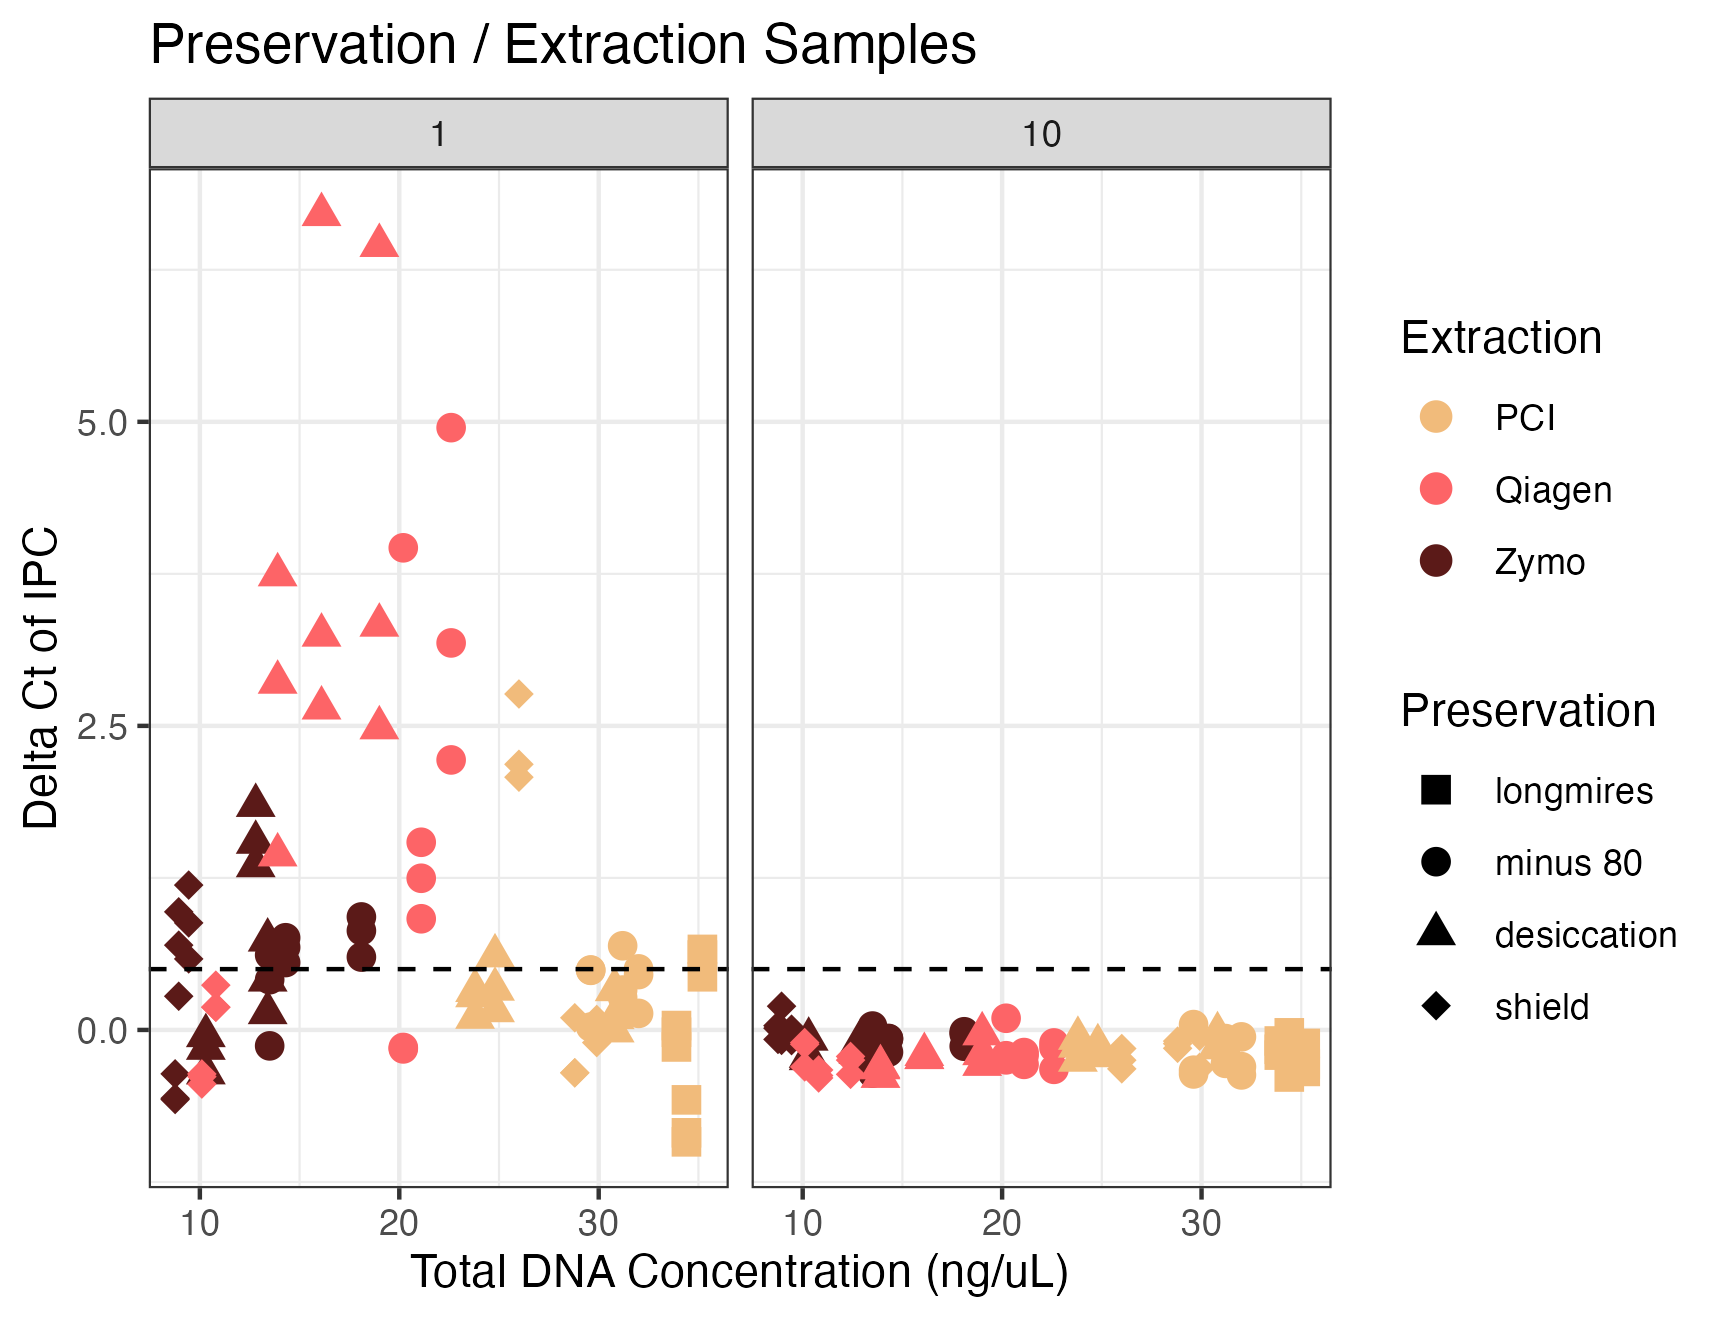 Preservation / Extraction Samples
1
10
5.0
2.5
0.0
Delta Ct of IPC
10
20
30
10
20
30
Total DNA Concentration (ng/uL)
Extraction
PCI
Qiagen
Zymo
Preservation
longmires
minus 80
desiccation
shield